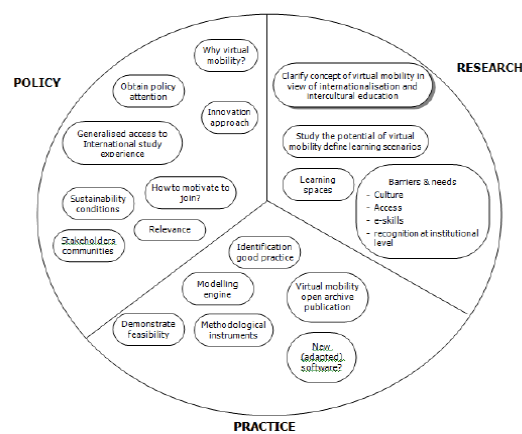 POLICY
Why virtual
mobility?
Obtain policy
attention
Innovation
approach
Generalised access to
International study
experience
Sustainability
conditions
How to motivate to
join?
Relevance
Stakeholders
communities
RESEARCH
Clarify concept of virtual mobility in
view of internationalisation and
intercultural education
Study the potential of virtual
mobility define learning scenarios
Learning
spaces
Barriers & needs
- Culture
- Access
- e-skills
- recognition at institutional
level
Identification
good practice
Modelling
engine
Virtual mobility
open archive
publication
Demonstrate
feasibility
Methodological
instruments
New
(adapted)
software?
PRACTICE